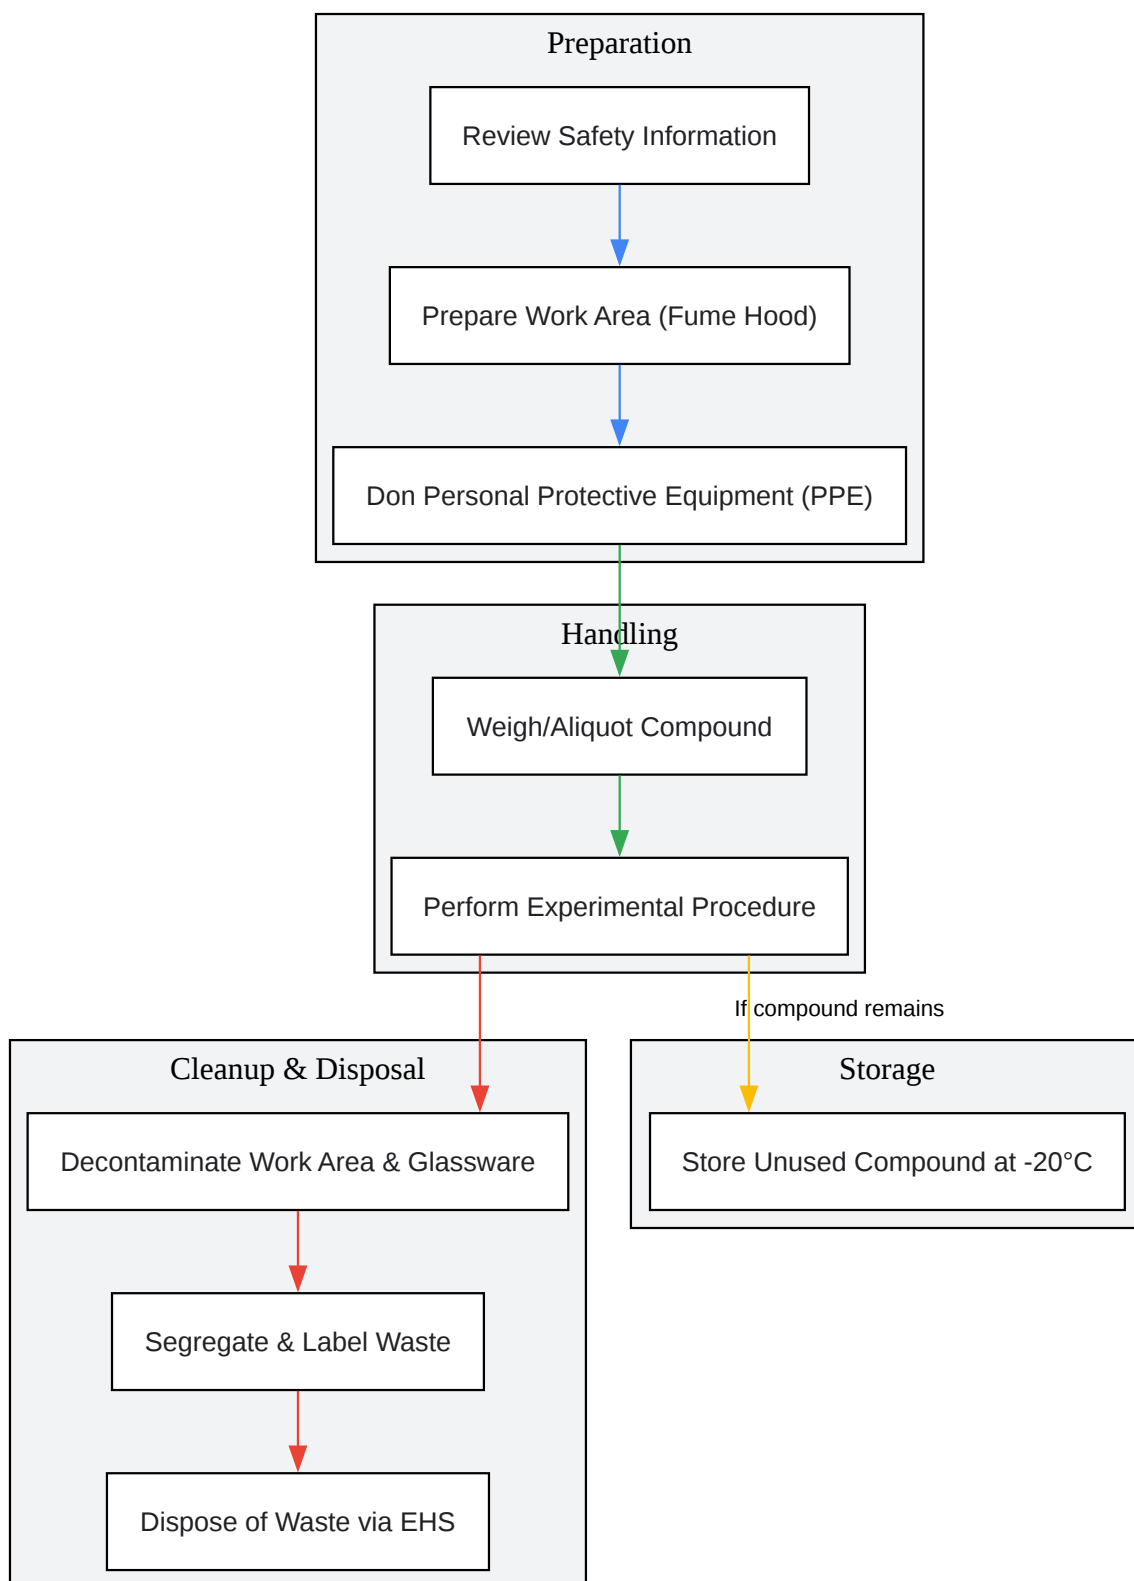 Preparation
Review Safety Information
Prepare Work Area (Fume Hood)
Don Personal Protective Equipment (PPE)
Handling
Weigh/Aliquot Compound
Perform Experimental Procedure
If compound remains
Cleanup & Disposal
Decontaminate Work Area & Glassware
Segregate & Label Waste
Dispose of Waste via EHS
Storage
Store Unused Compound at -20°C